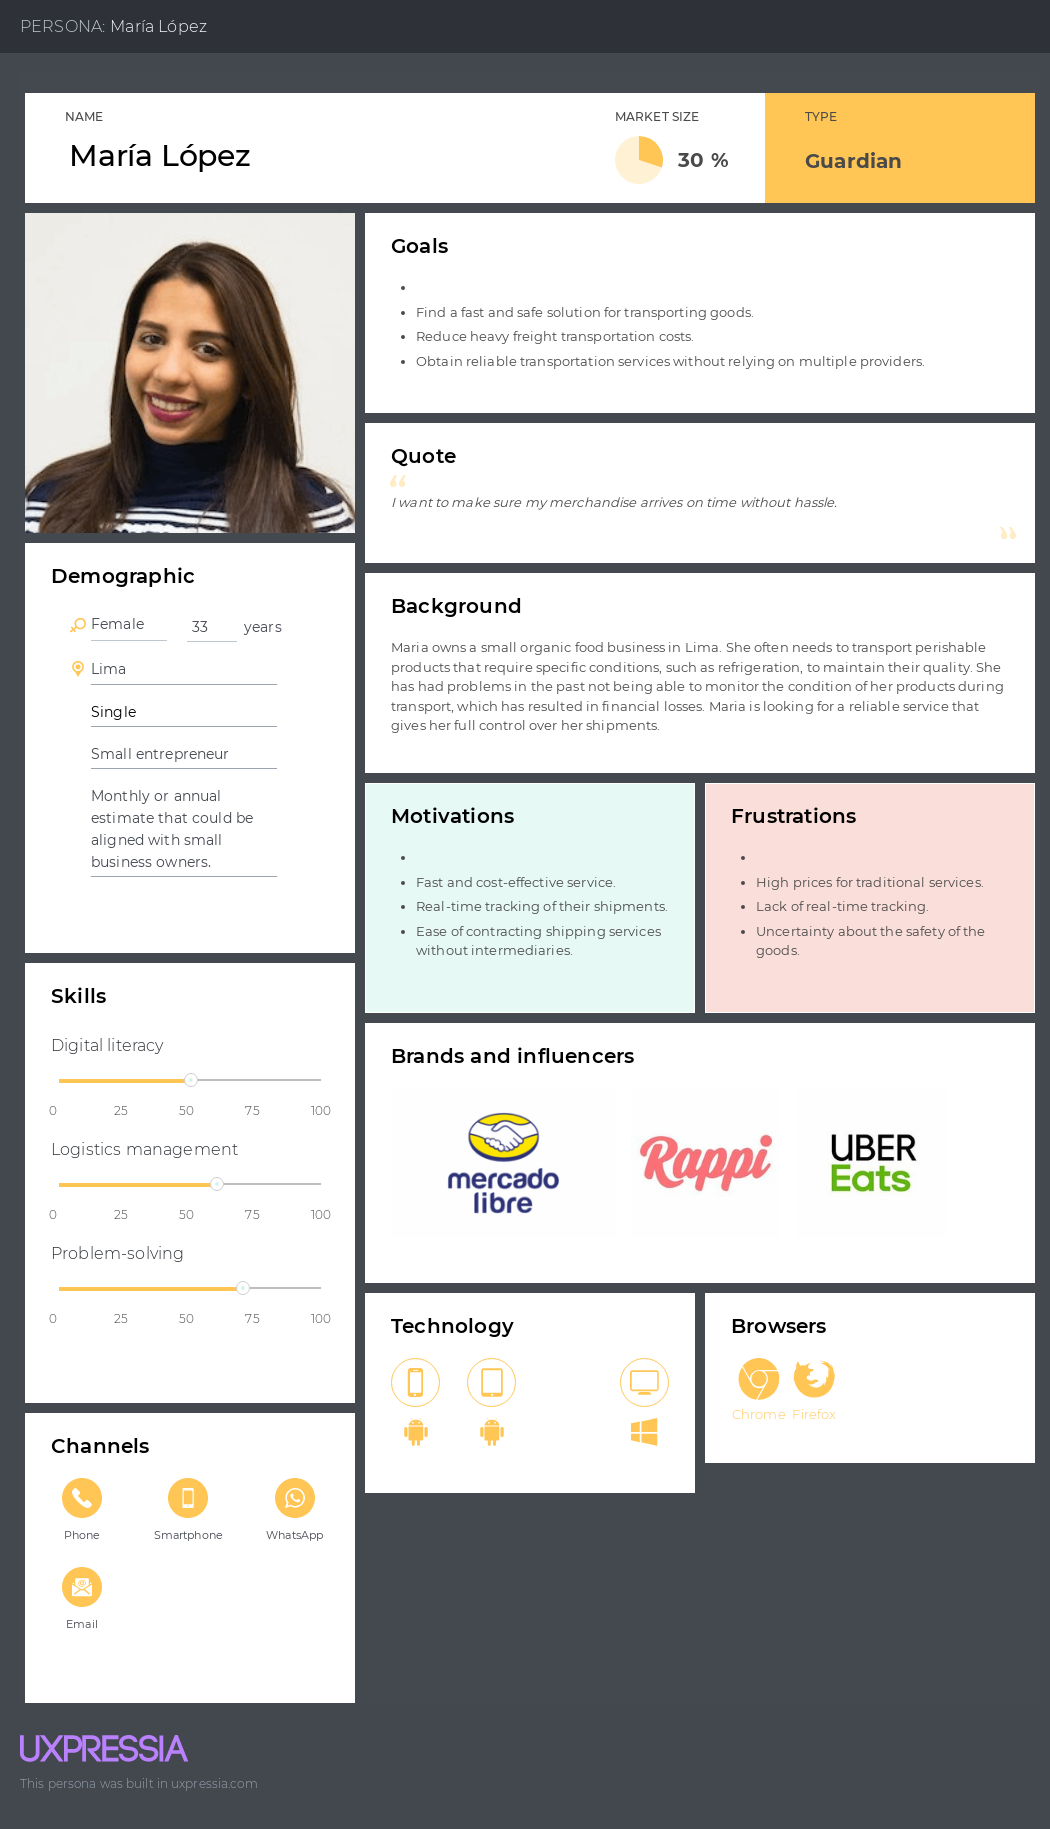 PERSONA: María López
NAME
María López
MARKET SIZE
30 %
TYPE
Guardian
Goals
Find a fast and safe solution for transporting goods.
Reduce heavy freight transportation costs.
Obtain reliable transportation services without relying on multiple providers.
Quote
“
I want to make sure my merchandise arrives on time without hassle.
”
Demographic
Female
33 years
Lima
Single
Small entrepreneur
Monthly or annual
estimate that could be
aligned with small
business owners.
Background
Maria owns a small organic food business in Lima. She often needs to transport perishable
products that require specific conditions, such as refrigeration, to maintain their quality. She
has had problems in the past not being able to monitor the condition of her products during
transport, which has resulted in financial losses. Maria is looking for a reliable service that
gives her full control over her shipments.
Motivations
Fast and cost-effective service.
Real-time tracking of their shipments.
Ease of contracting shipping services
without intermediaries.
Frustrations
High prices for traditional services.
Lack of real-time tracking.
Uncertainty about the safety of the
goods.
Skills
Digital literacy
0 25 50 75 100
Logistics management
0 25 50 75 100
Problem-solving
0 25 50 75 100
Brands and influencers
mercado
libre
Rappi
UBER
Eats
Technology
Browsers
Chrome Firefox
Channels
Phone
Smartphone
WhatsApp
Email
UXPRESSIA
This persona was built in uxpressia.com